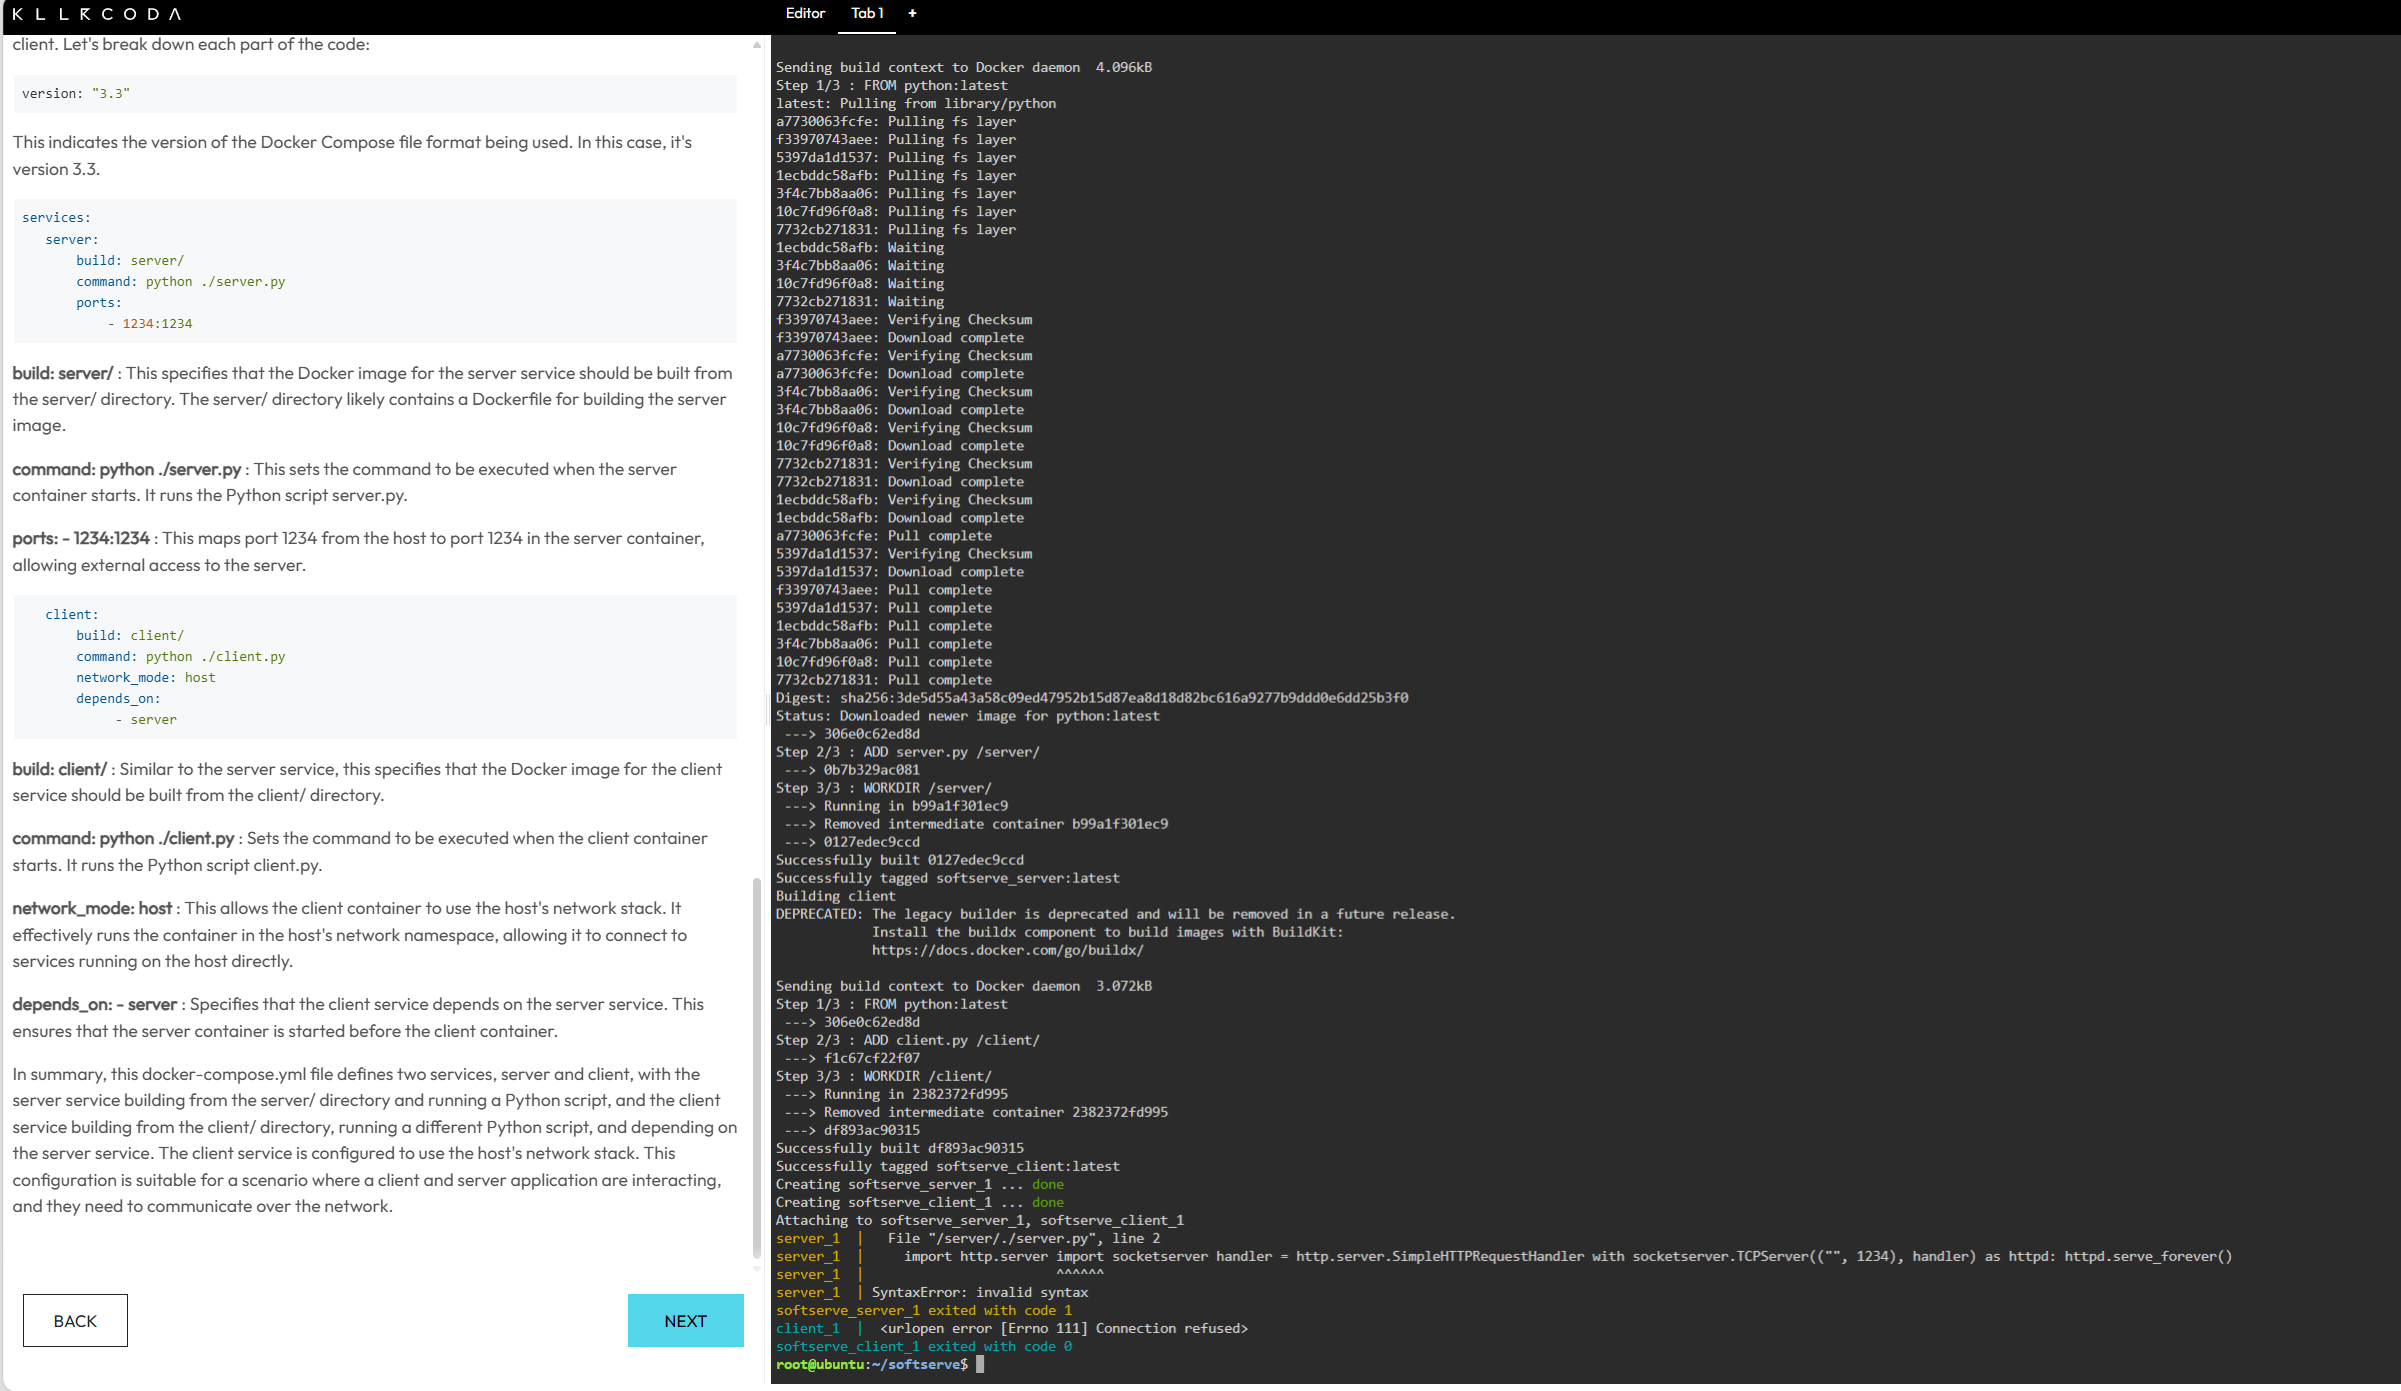 KLLRCODA
client. Let's break down each part of the code:
version: "3.3"
This indicates the version of the Docker Compose file format being used. In this case, it's
version 3.3.
services:
server:
build: server/
command: python ./server.py
ports:
- 1234:1234
build: server/ : This specifies that the Docker image for the server service should be built from
the server/ directory. The server/ directory likely contains a Dockerfile for building the server
image.
command: python ./server.py : This sets the command to be executed when the server
container starts. It runs the Python script server.py.
ports: - 1234:1234 : This maps port 1234 from the host to port 1234 in the server container,
allowing external access to the server.
client:
build: client/
command: python ./client.py
network_mode: host
depends_on:
- server
build: client/ : Similar to the server service, this specifies that the Docker image for the client
service should be built from the client/ directory.
command: python ./client.py : Sets the command to be executed when the client container
starts. It runs the Python script client.py.
network_mode: host : This allows the client container to use the host's network stack. It
effectively runs the container in the host's network namespace, allowing it to connect to
services running on the host directly.
depends_on: - server : Specifies that the client service depends on the server service. This
ensures that the server container is started before the client container.
In summary, this docker-compose.yml file defines two services, server and client, with the
server service building from the server/ directory and running a Python script, and the client
service building from the client/ directory, running a different Python script, and depending on
the server service. The client service is configured to use the host's network stack. This
configuration is suitable for a scenario where a client and server application are interacting,
and they need to communicate over the network.
BACK
NEXT
Editor Tab 1 +
Sending build context to Docker daemon  4.096kB
Step 1/3 : FROM python:latest
latest: Pulling from library/python
a7730063fcfe: Pulling fs layer
f33970743aee: Pulling fs layer
5397da1d1537: Pulling fs layer
1ecbddc58afb: Pulling fs layer
3f4c7bb8aa06: Pulling fs layer
10c7fd96f0a8: Pulling fs layer
7732cb271831: Pulling fs layer
1ecbddc58afb: Waiting
3f4c7bb8aa06: Waiting
10c7fd96f0a8: Waiting
7732cb271831: Waiting
f33970743aee: Verifying Checksum
f33970743aee: Download complete
a7730063fcfe: Verifying Checksum
a7730063fcfe: Download complete
3f4c7bb8aa06: Verifying Checksum
3f4c7bb8aa06: Download complete
10c7fd96f0a8: Verifying Checksum
10c7fd96f0a8: Download complete
7732cb271831: Verifying Checksum
7732cb271831: Download complete
1ecbddc58afb: Verifying Checksum
1ecbddc58afb: Download complete
a7730063fcfe: Pull complete
5397da1d1537: Verifying Checksum
5397da1d1537: Download complete
f33970743aee: Pull complete
5397da1d1537: Pull complete
1ecbddc58afb: Pull complete
3f4c7bb8aa06: Pull complete
10c7fd96f0a8: Pull complete
7732cb271831: Pull complete
Digest: sha256:3de5d55a43a58c09ed47952b15d87ea8d18d82bc616a9277b9ddd0e6dd25b3f0
Status: Downloaded newer image for python:latest
---> 306e0c62ed8d
Step 2/3 : ADD server.py /server/
---> 0b7b329ac081
Step 3/3 : WORKDIR /server/
---> Running in b99a1f301ec9
---> Removed intermediate container b99a1f301ec9
---> 0127edec9ccd
Successfully built 0127edec9ccd
Successfully tagged softserve_server:latest
Building client
DEPRECATED: The legacy builder is deprecated and will be removed in a future release.
Install the buildx component to build images with BuildKit:
https://docs.docker.com/go/buildx/
Sending build context to Docker daemon  3.072kB
Step 1/3 : FROM python:latest
---> 306e0c62ed8d
Step 2/3 : ADD client.py /client/
---> f1c67cf22f07
Step 3/3 : WORKDIR /client/
---> Running in 2382372fd995
---> Removed intermediate container 2382372fd995
---> df893ac90315
Successfully built df893ac90315
Successfully tagged softserve_client:latest
Creating softserve_server_1 ... done
Creating softserve_client_1 ... done
Attaching to softserve_server_1, softserve_client_1
server_1  |   File "/server/./server.py", line 2
server_1  |     import http.server import socketserver handler = http.server.SimpleHTTPRequestHandler with socketserver.TCPServer(("", 1234), handler) as httpd: httpd.serve_forever()
server_1  |                        ^^^^^^
server_1  | SyntaxError: invalid syntax
softserve_server_1 exited with code 1
client_1  |  <urlopen error [Errno 111] Connection refused>
softserve_client_1 exited with code 0
root@ubuntu:~/softserve$